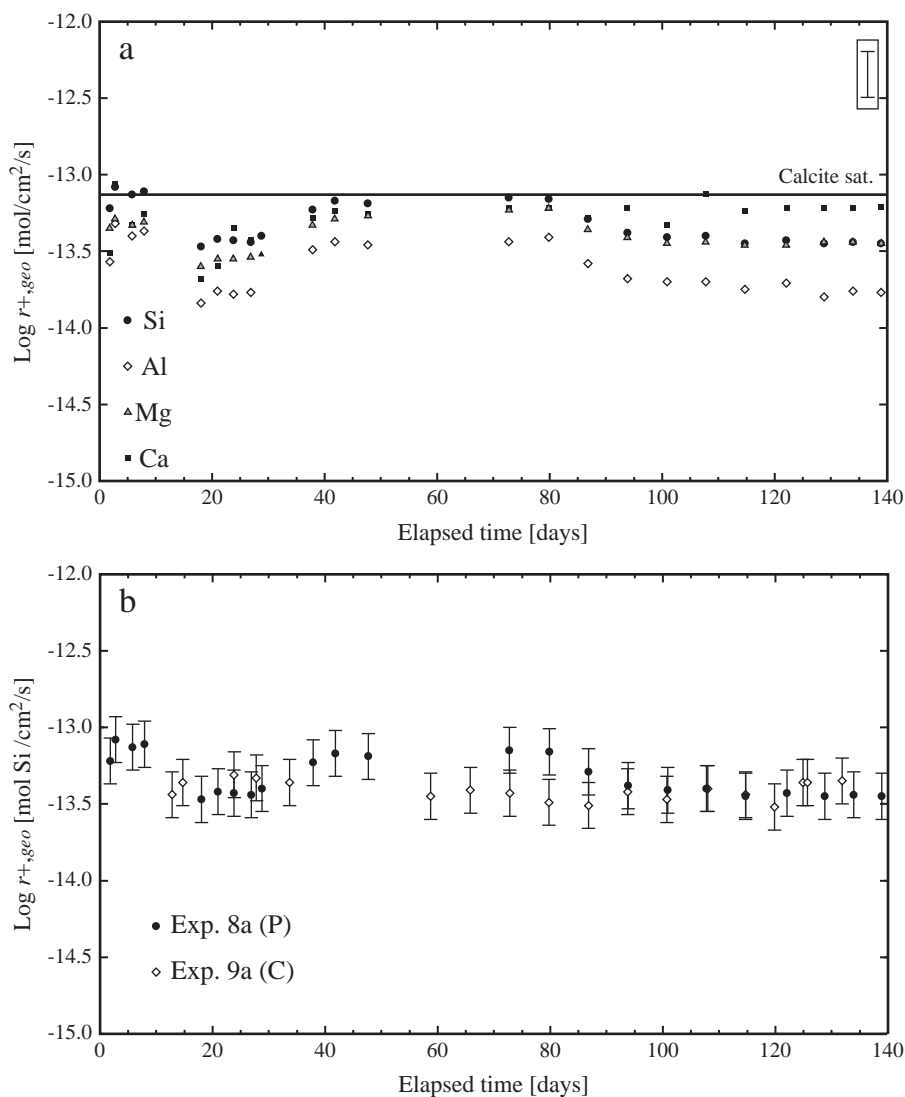 a
-12.0
-12.5
-13.0
-13.5
-14.0
-14.5
-15.0
Log r+,geo [mol/cm²/s]
Calcite sat.
Si
Al
Mg
Ca
0 20 40 60 80 100 120 140
Elapsed time [days]
b
-12.0
-12.5
-13.0
-13.5
-14.0
-14.5
-15.0
Log r+,geo [mol Si /cm²/s]
Exp. 8a (P)
Exp. 9a (C)
0 20 40 60 80 100 120 140
Elapsed time [days]